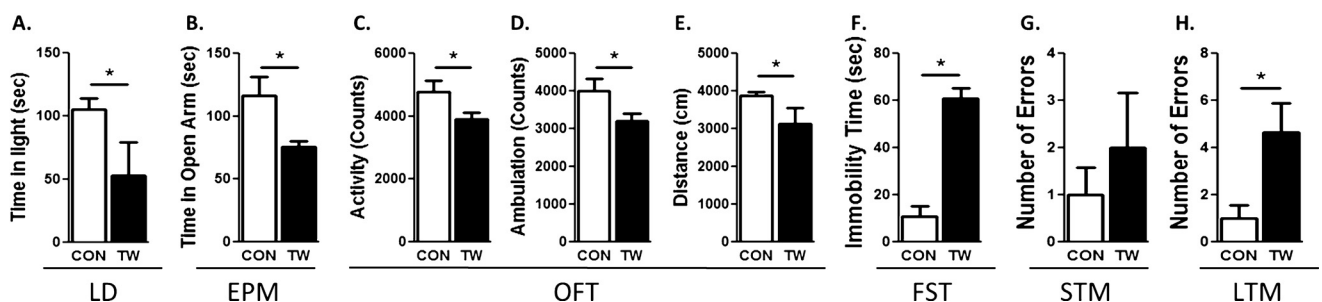 A.
Time In light (sec)
150
100
50
0
*
CON TW
LD
B.
Time In Open Arm (sec)
150
100
50
0
*
CON TW
EPM
C.
Activity (Counts)
6000
4000
2000
0
*
CON TW
D.
Ambulation (Counts)
5000
4000
3000
2000
1000
0
*
CON TW
E.
Distance (cm)
5000
4000
3000
2000
1000
0
*
CON TW
OFT
F.
Immobility Time (sec)
80
60
40
20
0
*
CON TW
FST
G.
Number of Errors
4
3
2
1
0
CON TW
STM
H.
Number of Errors
8
6
4
2
0
*
CON TW
LTM